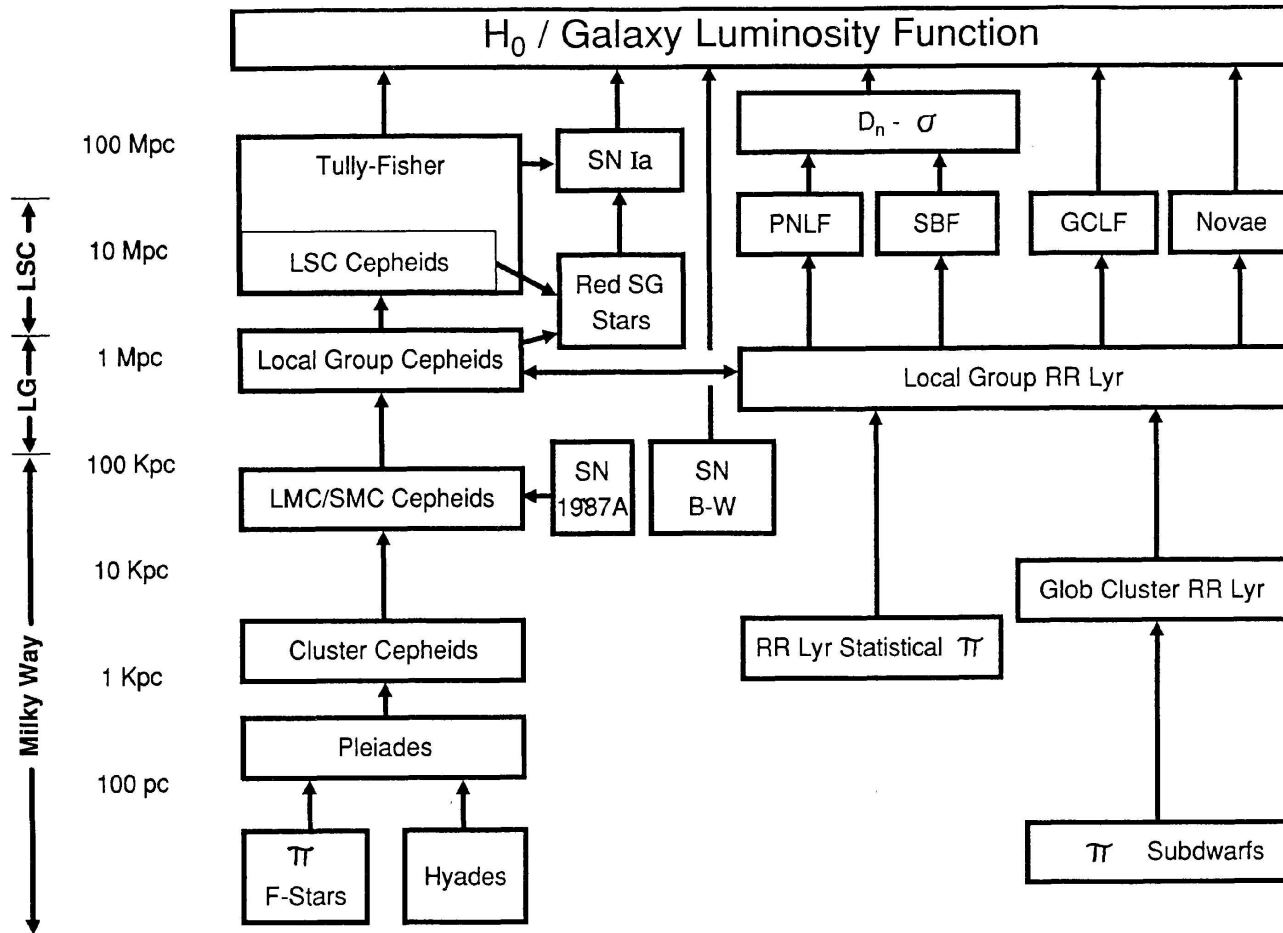 H₀ / Galaxy Luminosity Function
Dₙ - σ
100 Mpc
Tully-Fisher
SN Ia
PNLF
SBF
GCLF
Novae
LSC
10 Mpc
LSC Cepheids
Red SG
Stars
LG
1 Mpc
Local Group Cepheids
Local Group RR Lyr
100 Kpc
LMC/SMC Cepheids
SN
1987A
SN
B-W
10 Kpc
Glob Cluster RR Lyr
Cluster Cepheids
RR Lyr Statistical π
1 Kpc
Milky Way
Pleiades
100 pc
π
F-Stars
Hyades
π Subdwarfs